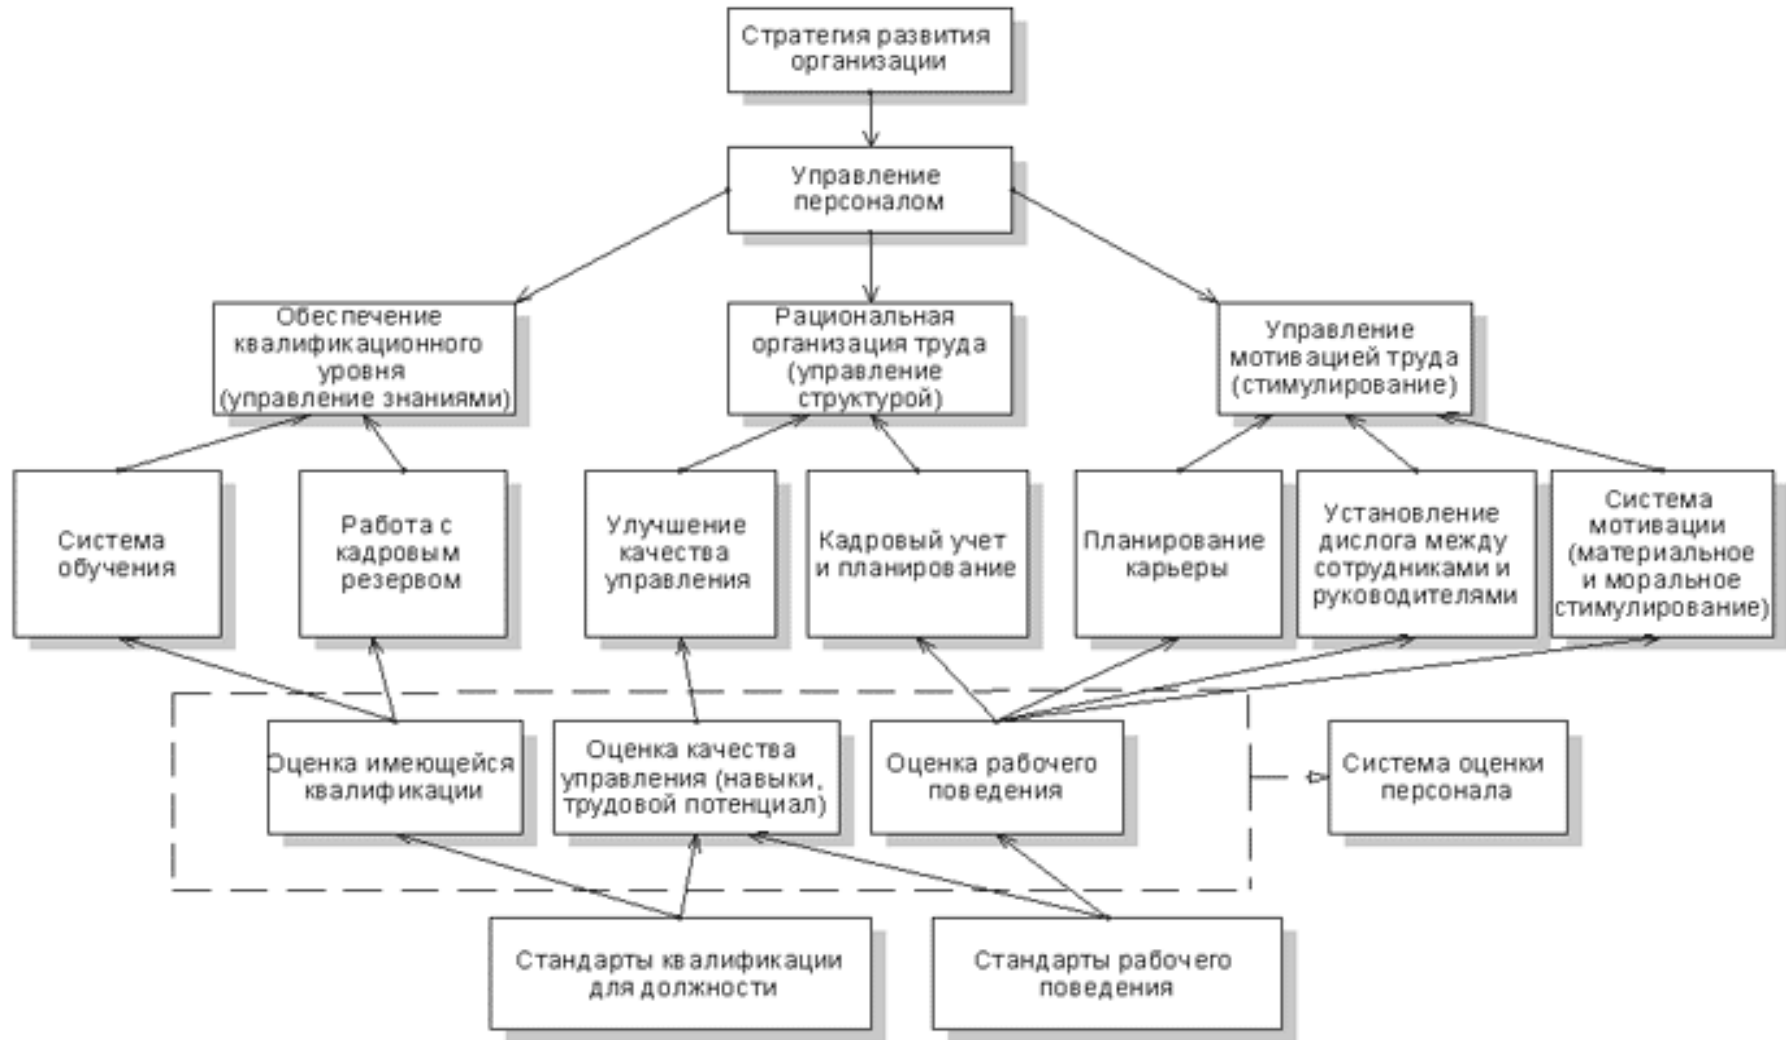 Стратегия развития
организации
Управление
персоналом
Обеспечение
квалификационного
уровня
(управление знаниями)
Рациональная
организация труда
(управление
структурой)
Управление
мотивацией труда
(стимулирование)
Система
обучения
Работа с
кадровым
резервом
Улучшение
качества
управления
Кадровый учет
и планирование
Планирование
карьеры
Установление
дислога между
сотрудниками и
руководителями
Система
мотивации
(материальное
и моральное
стимулирование)
Оценка имеющейся
квалификации
Оценка качества
управления (навыки,
трудовой потенциал)
Оценка рабочего
поведения
Система оценки
персонала
Стандарты квалификации
для должности
Стандарты рабочего
поведения